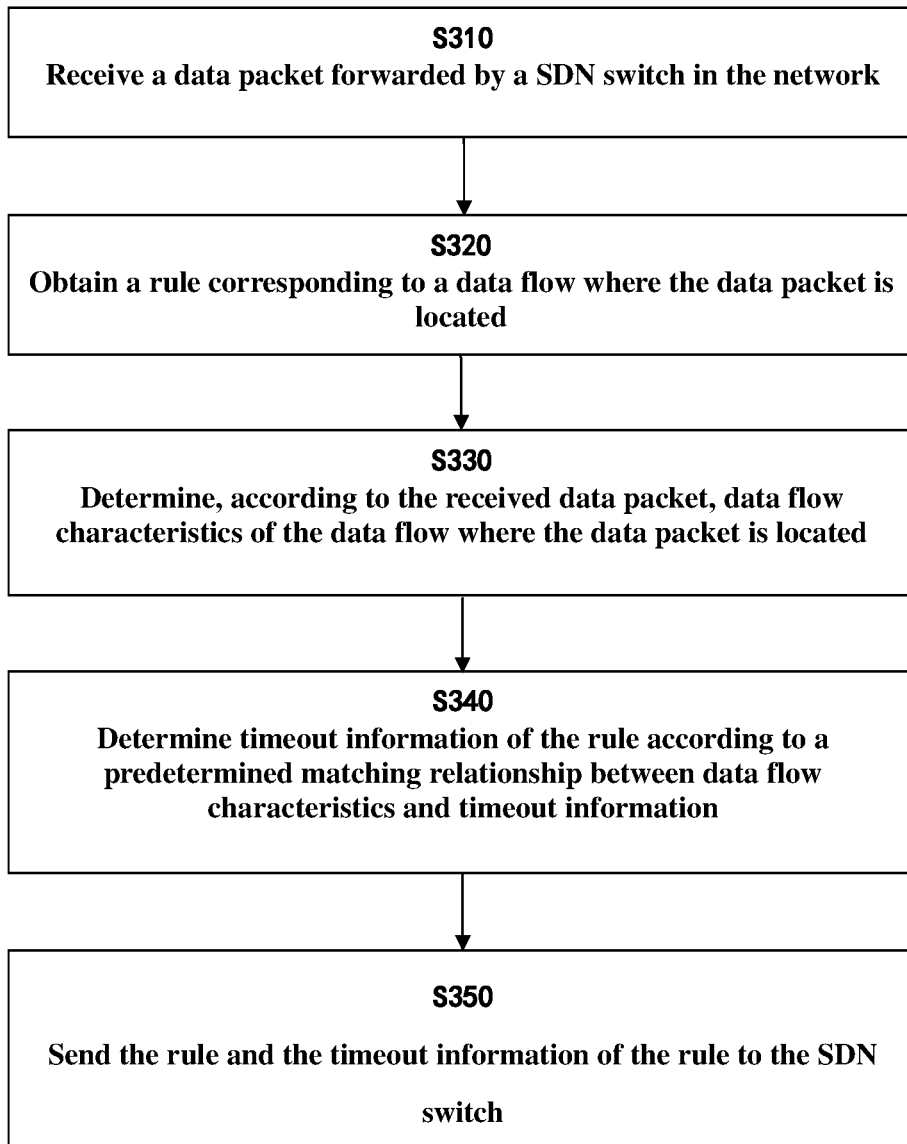 S310
Receive a data packet forwarded by a SDN switch in the network
S320
Obtain a rule corresponding to a data flow where the data packet is
located
S330
Determine, according to the received data packet, data flow
characteristics of the data flow where the data packet is located
S340
Determine timeout information of the rule according to a
predetermined matching relationship between data flow
characteristics and timeout information
S350
Send the rule and the timeout information of the rule to the SDN
switch